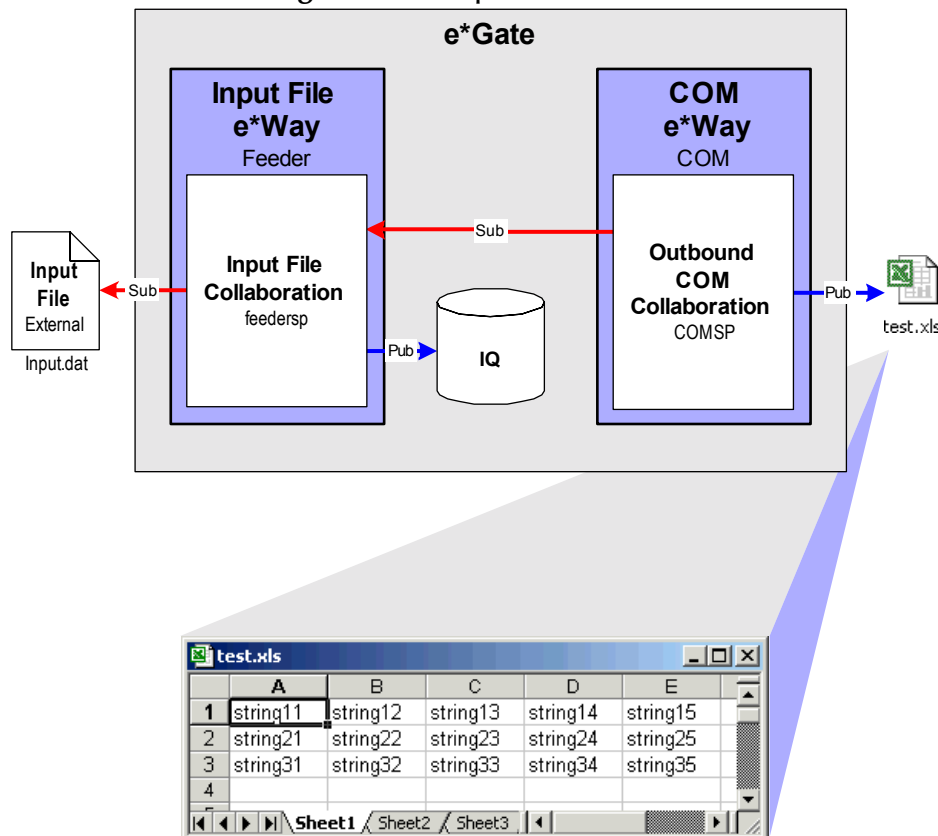 e*Gate
Input File
e*Way
Feeder
COM
e*Way
COM
Input
File
External
Input.dat
Sub
Input File
Collaboration
feedersp
Pub
IQ
Sub
Outbound
COM
Collaboration
COMSP
Pub
test.xls
test.xls
A B C D E
1 string11 string12 string13 string14 string15
2 string21 string22 string23 string24 string25
3 string31 string32 string33 string34 string35
4
Sheet1 Sheet2 Sheet3